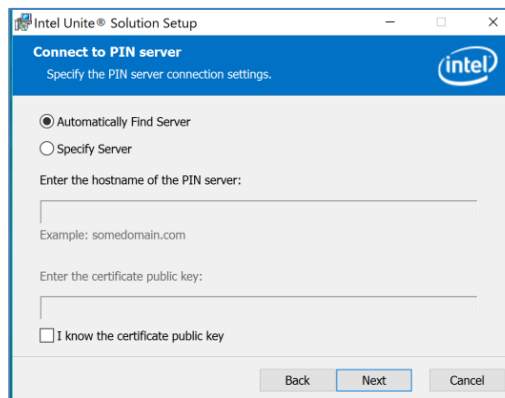 Intel Unite® Solution Setup
Connect to PIN server
Specify the PIN server connection settings.
intel
Automatically Find Server
Specify Server
Enter the hostname of the PIN server:
Example: somedomain.com
Enter the certificate public key:
I know the certificate public key
Back Next Cancel